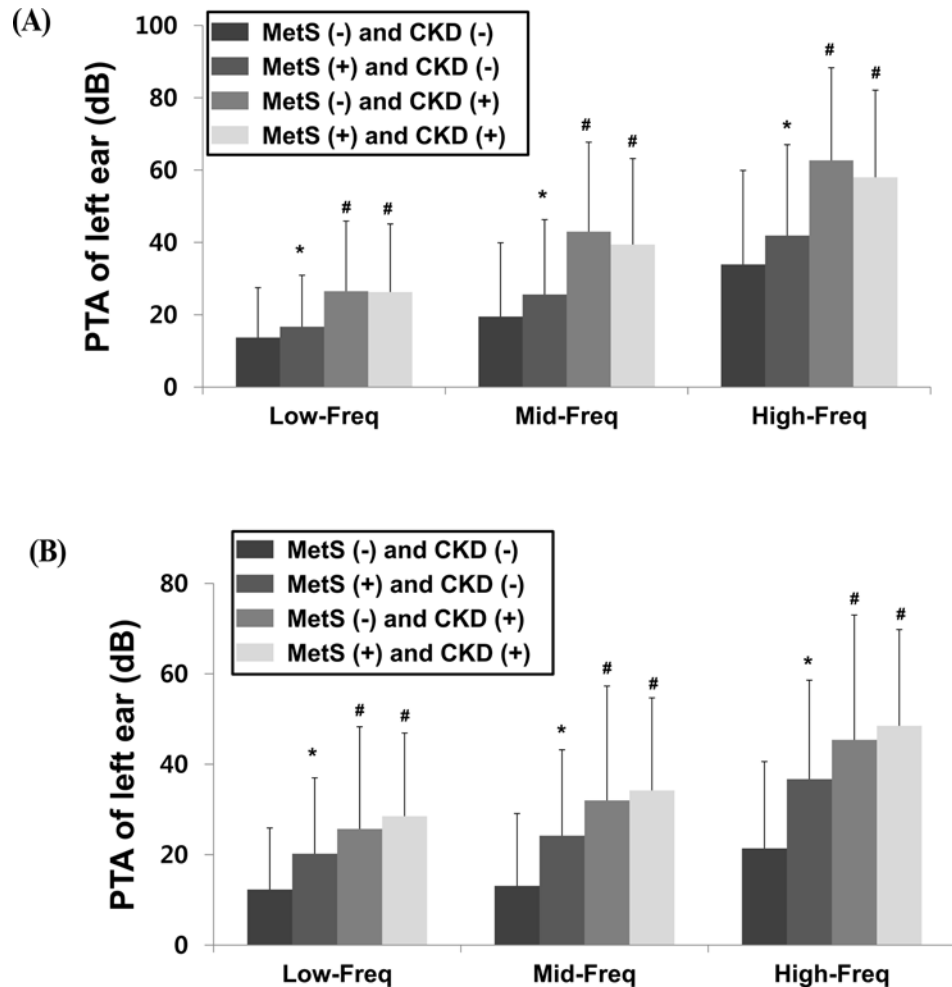 (A)
MetS (-) and CKD (-)
MetS (+) and CKD (-)
MetS (-) and CKD (+)
MetS (+) and CKD (+)
PTA of left ear (dB)
100
80
60
40
20
0
* # #
* # #
* # #
Low-Freq Mid-Freq High-Freq
(B)
MetS (-) and CKD (-)
MetS (+) and CKD (-)
MetS (-) and CKD (+)
MetS (+) and CKD (+)
PTA of left ear (dB)
80
60
40
20
0
* # #
* # #
* # #
Low-Freq Mid-Freq High-Freq